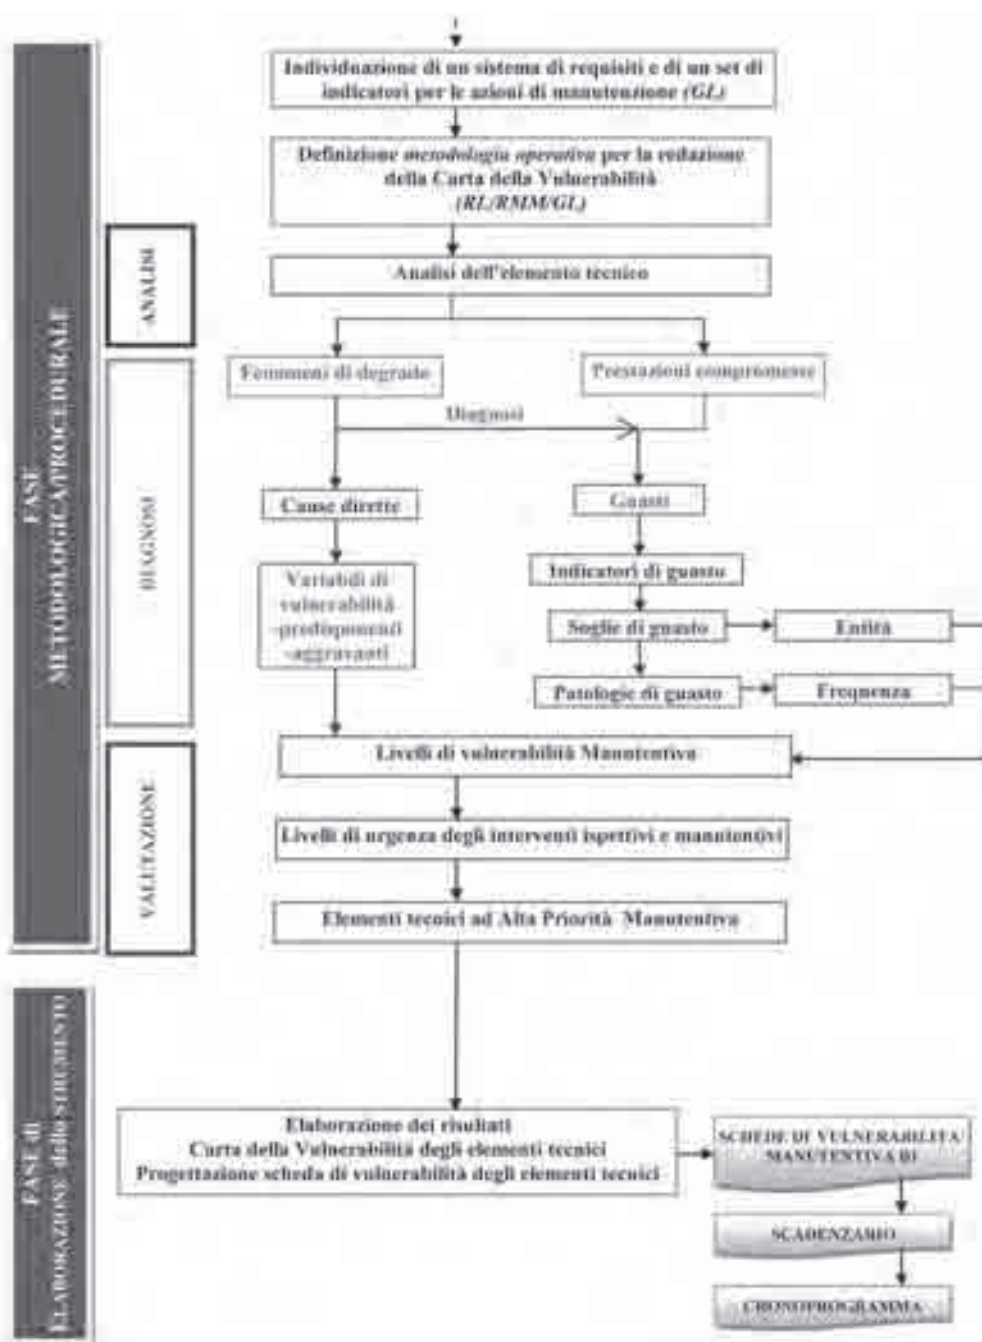 Individuazione di un sistema di requisiti e di un set di
indicatori per le azioni di manutenzione (GL)
Definizione metodologia operativa per la redazione
della Carta della Vulnerabilità
(RL/RMM/GL)
Analisi dell'elemento tecnico
Fenomeni di degrado
Prestazioni compromesse
Diagnosi
Cause dirette
Guasti
Variabili di
vulnerabilità
-predisponenti
-aggravanti
Indicatori di guasto
Soglie di guasto
Entità
Patologie di guasto
Frequenza
Livelli di vulnerabilità Manutentiva
Livelli di urgenza degli interventi ispettivi e manutentivi
Elementi tecnici ad Alta Priorità Manutentiva
Elaborazione dei risultati
Carta della Vulnerabilità degli elementi tecnici
Progettazione scheda di vulnerabilità degli elementi tecnici
SCHEDE DI VULNERABILITA'
MANUTENTIVA DI
SCADENZARIO
CRONOPROGRAMMA
FASE
METODOLOGICA/PROCEDURALE
ANALISI
DIAGNOSI
VALUTAZIONE
FASE di
ELABORAZIONE dello STRUMENTO